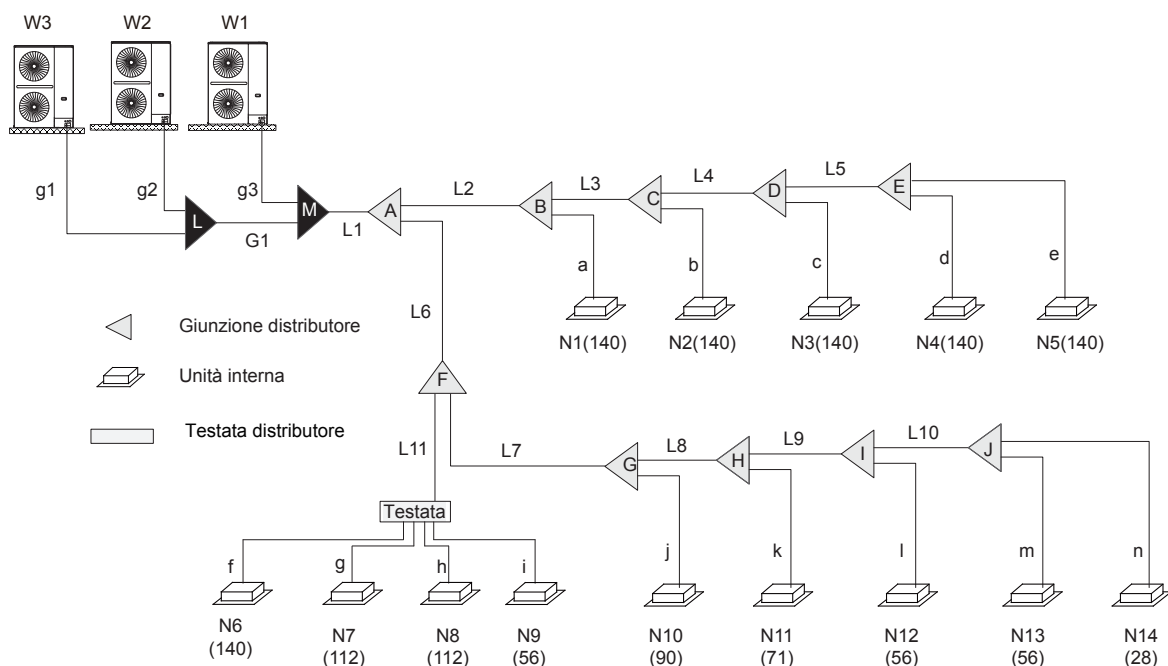 W3 W2 W1
g1 g2 g3
L M A B C D E
G1 L1 L2 L3 L4 L5
a b c d e
N1(140) N2(140) N3(140) N4(140) N5(140)
L6
Giunzione distributore
Unità interna
Testata distributore
F
L11 L7 L8 L9 L10
G H I J
Testata
f g h i j k l m n
N6 N7 N8 N9 N10 N11 N12 N13 N14
(140) (112) (112) (56) (90) (71) (56) (56) (28)